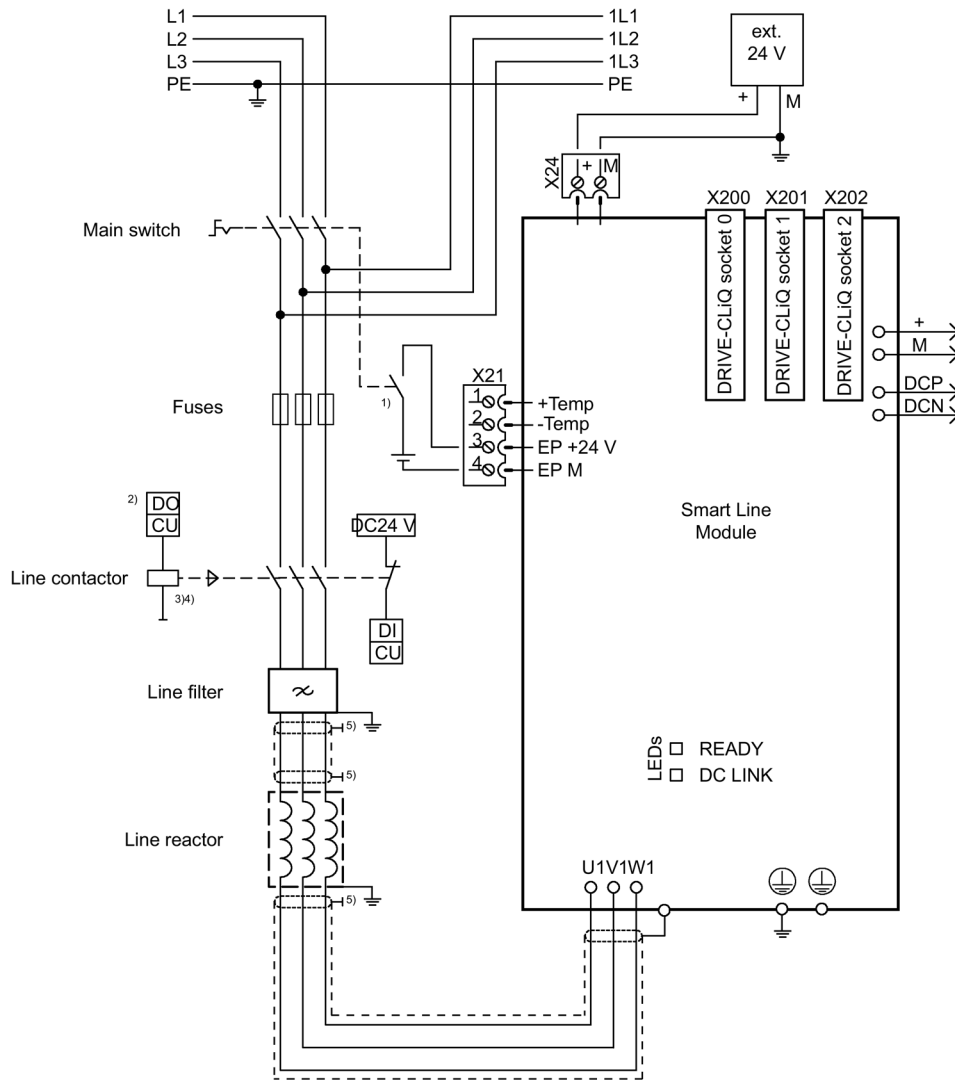 L1
L2
L3
PE
1L1
1L2
1L3
PE
ext.
24 V
+
M
X24
+
M
X200
X201
X202
DRIVE-CLiQ socket 0
DRIVE-CLiQ socket 1
DRIVE-CLiQ socket 2
Main switch
+
M
DCP
DCN
X21
1)
1
2
3
4
+Temp
-Temp
EP +24 V
EP M
Fuses
2)
DO
CU
DC24 V
Smart Line
Module
Line contactor
3)4)
DI
CU
Line filter
5)
5)
LEDs
READY
DC LINK
Line reactor
U1V1W1
5)